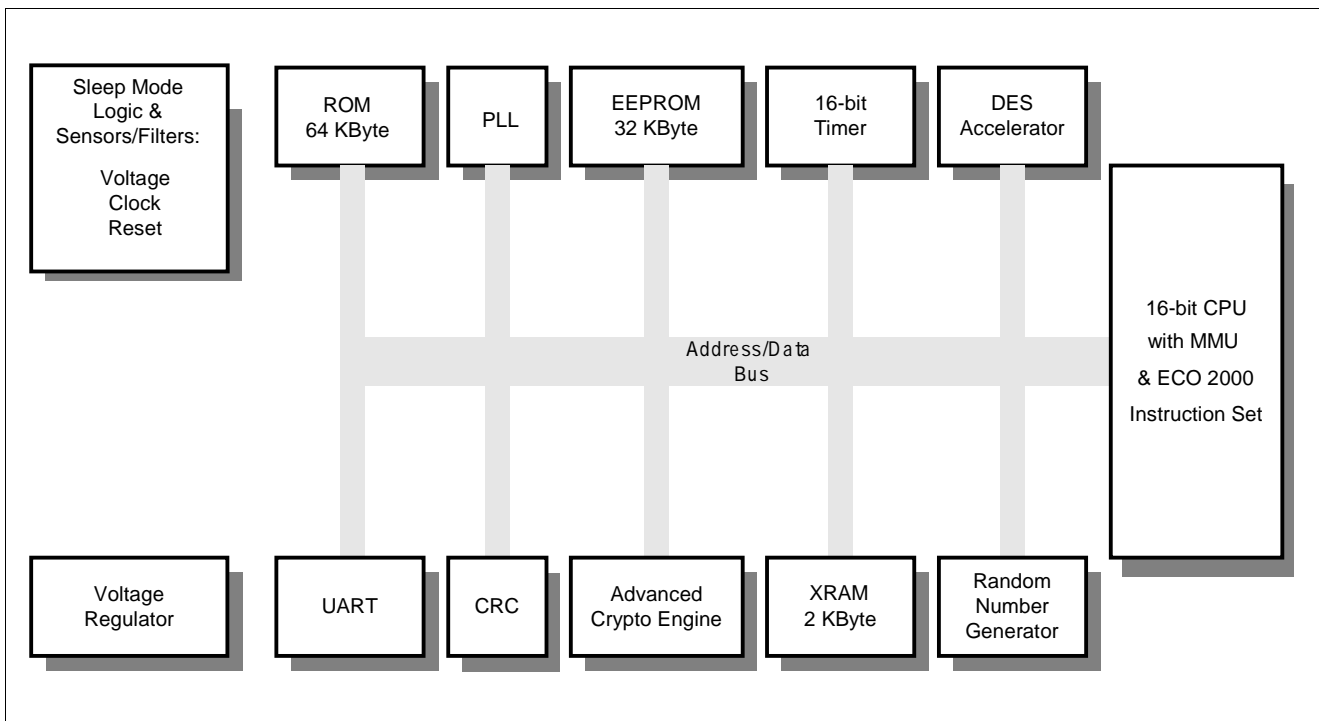 Sleep Mode
Logic &
Sensors/Filters:
Voltage
Clock
Reset
ROM
64 KByte
PLL
EEPROM
32 KByte
16-bit
Timer
DES
Accelerator
Address/Data
Bus
16-bit CPU
with MMU
& ECO 2000
Instruction Set
Voltage
Regulator
UART
CRC
Advanced
Crypto Engine
XRAM
2 KByte
Random
Number
Generator